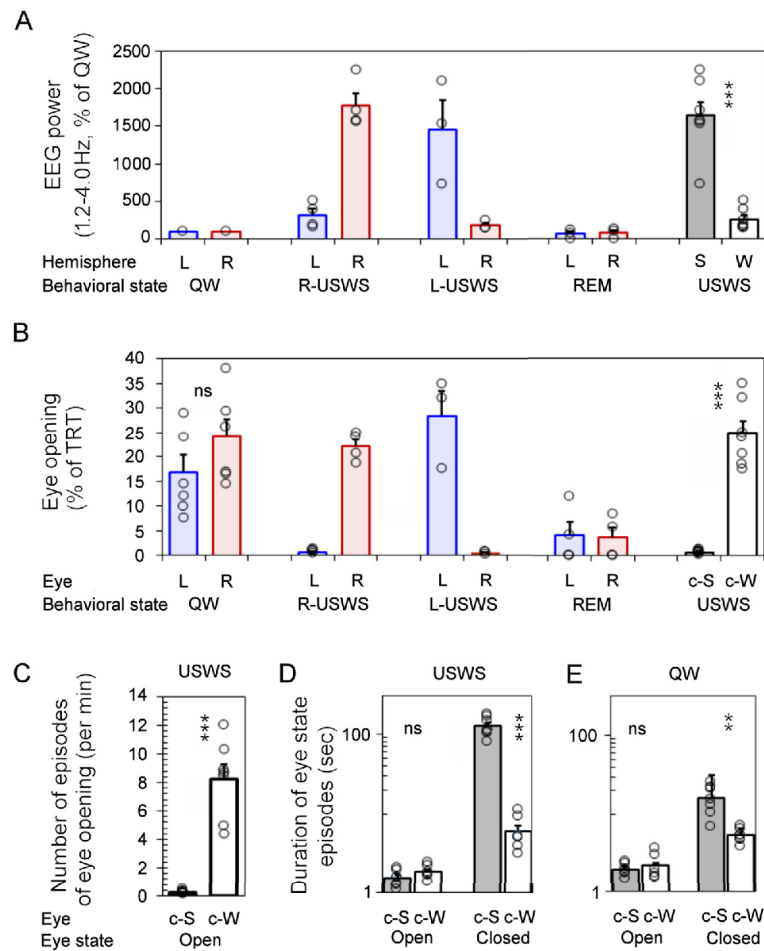 A
EEG power
(1.2-4.0Hz, % of QW)
2500
2000
1500
1000
500
0
***
Hemisphere L R L R L R L R S W
Behavioral state QW R-USWS L-USWS REM USWS
B
Eye opening
(% of TRT)
40
35
30
25
20
15
10
5
0
ns
***
Eye L R L R L R L R c-S c-W
Behavioral state QW R-USWS L-USWS REM USWS
C
USWS
Number of episodes
of eye opening (per min)
14
12
10
8
6
4
2
0
***
Eye c-S c-W
Eye state Open
D
USWS
Duration of eye state
episodes (sec)
100
1
ns
***
c-S c-W c-S c-W
Open Closed
E
QW
100
1
ns
**
c-S c-W c-S c-W
Open Closed